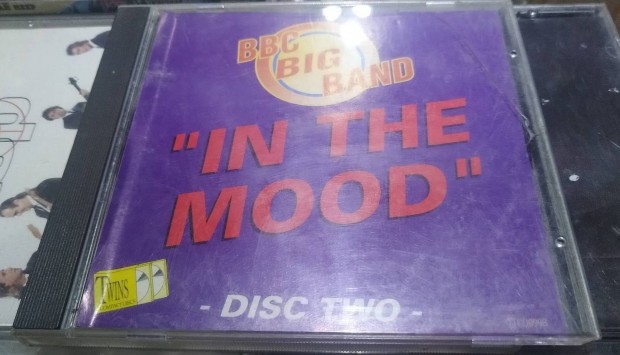 BBC
BIG
BAND
"IN THE
MOOD"
TWINS
- DISC TWO -